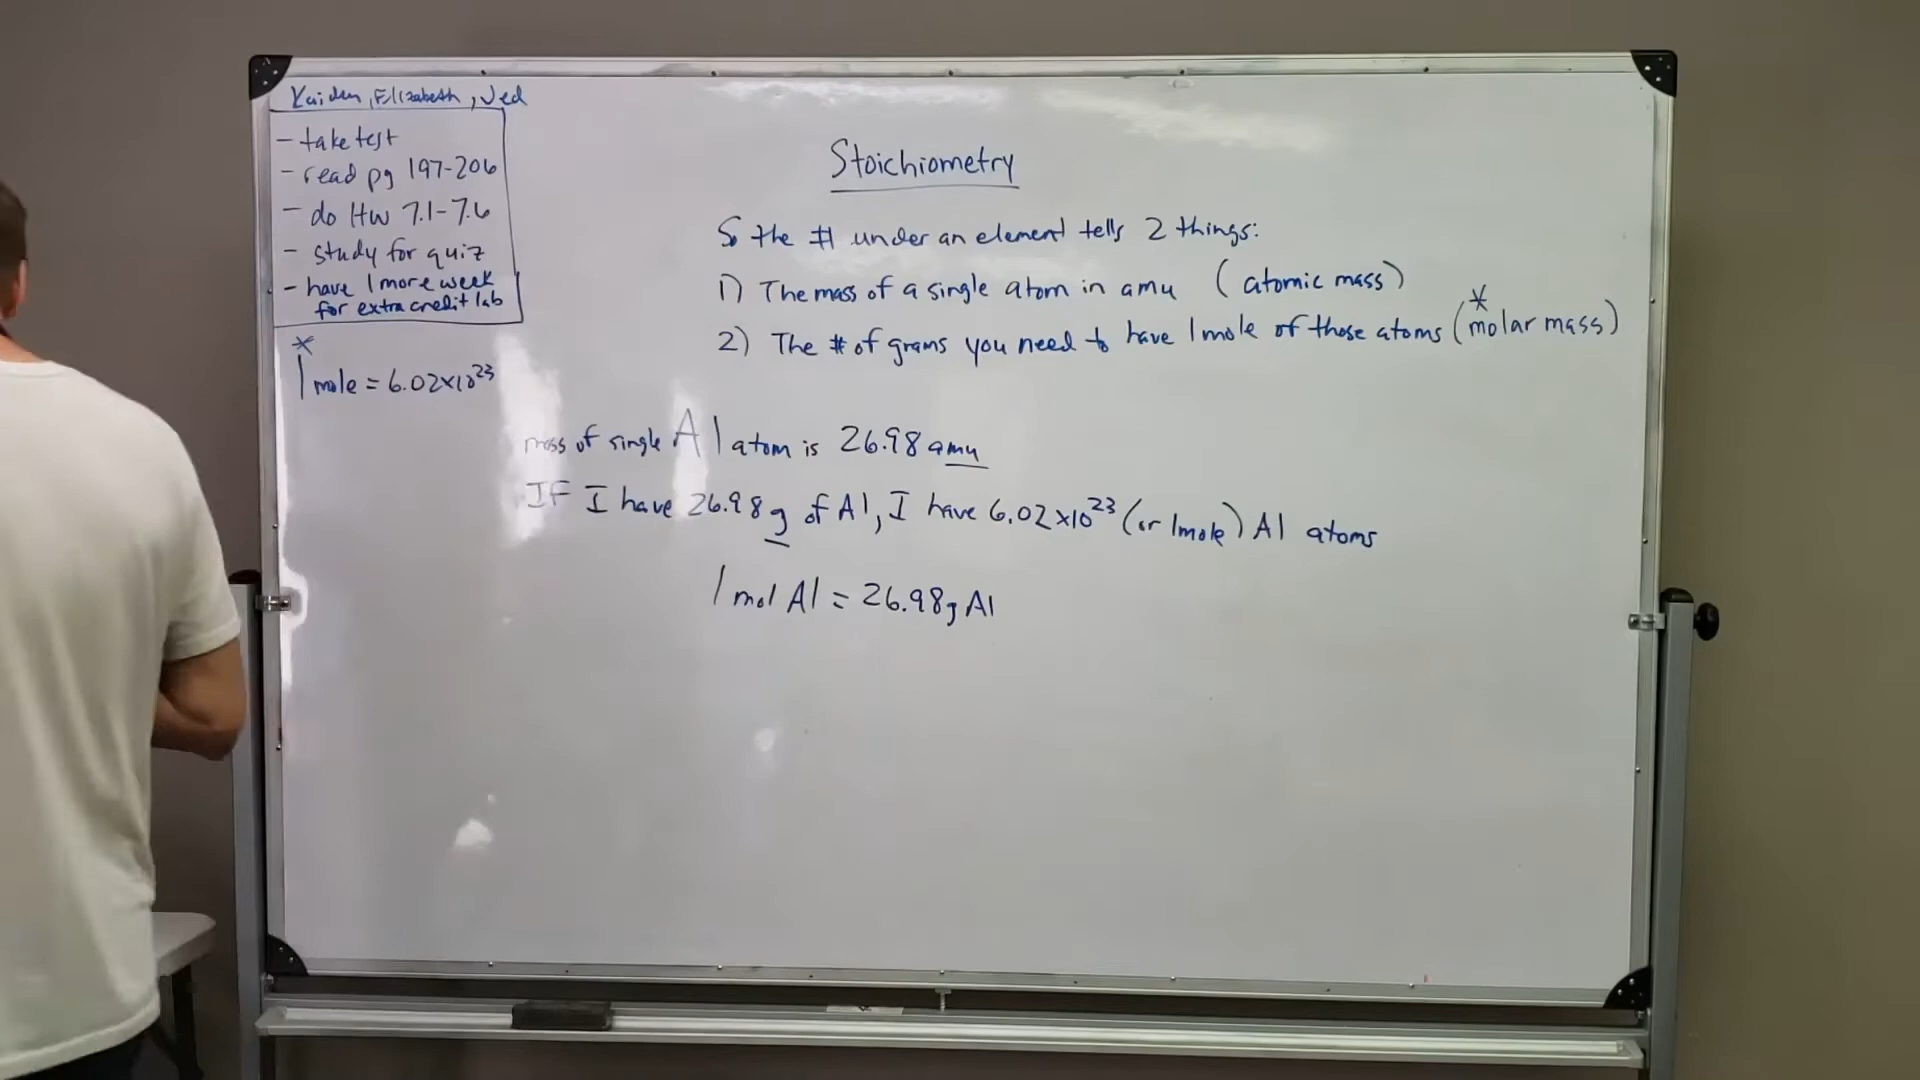 Kaiden, Elizabeth, Jed
- take test
- read pg 197-206
- do HW 7.1-7.6
- study for quiz
- have 1 more week
for extra credit lab
*
1 mole = 6.02x10²³
Stoichiometry
So the # under an element tells 2 things:
1) The mass of a single atom in amu (atomic mass)
*
2) The # of grams you need to have 1 mole of those atoms (molar mass)
mass of single Al atom is 26.98 amu
If I have 26.98 g of Al, I have 6.02x10²³ (or 1mole) Al atoms
1 mol Al = 26.98g Al